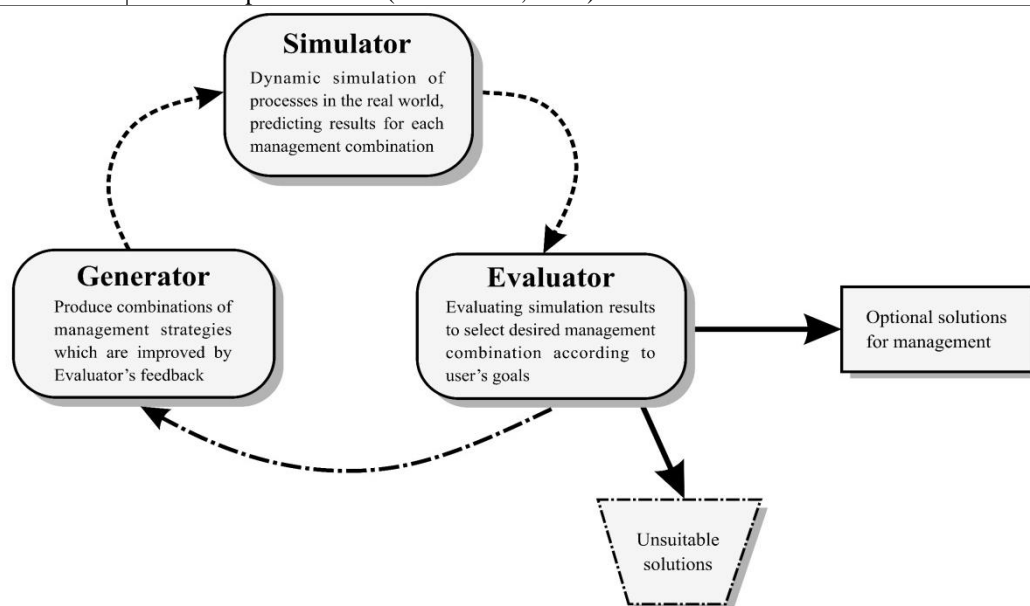 Simulator
Dynamic simulation of
processes in the real world,
predicting results for each
management combination
Generator
Produce combinations of
management strategies
which are improved by
Evaluator's feedback
Evaluator
Evaluating simulation results
to select desired management
combination according to
user's goals
Optional solutions
for management
Unsuitable
solutions